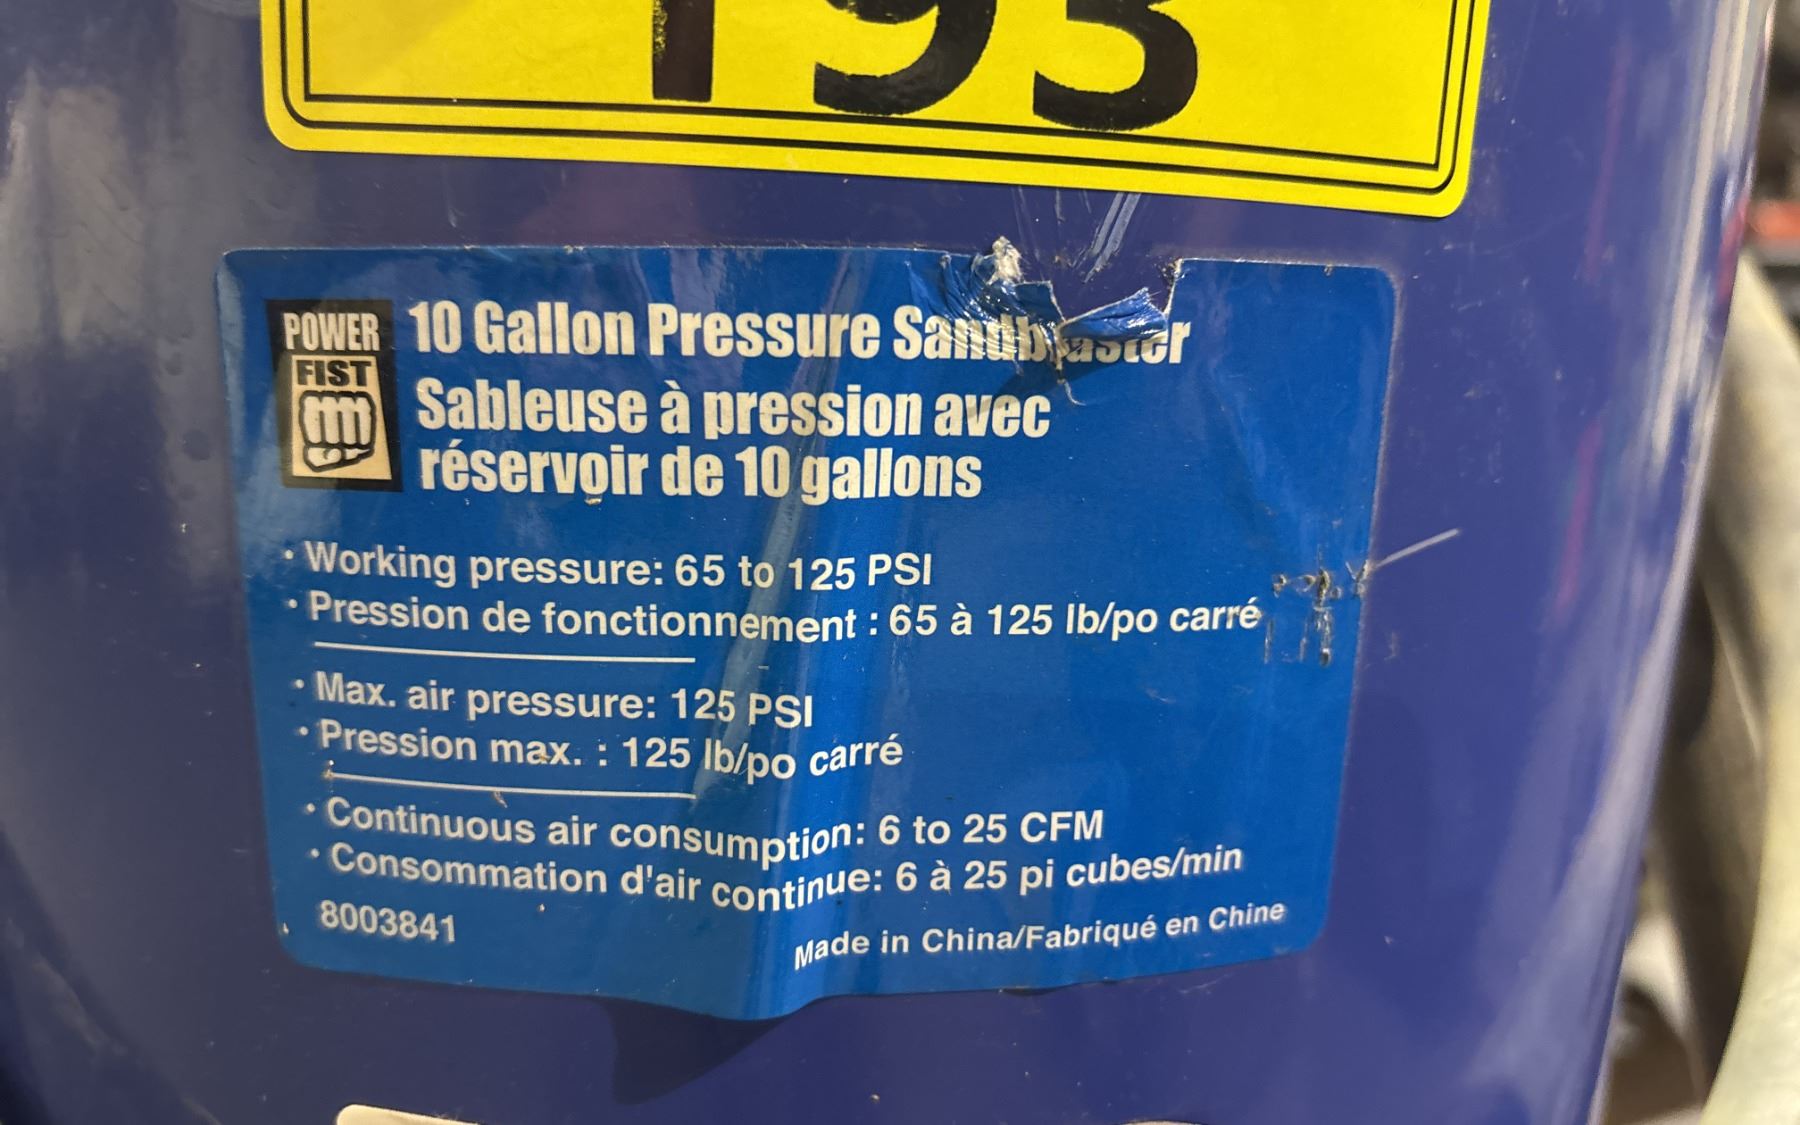 193
POWER
FIST
10 Gallon Pressure Sandblaster
Sableuse à pression avec
réservoir de 10 gallons
· Working pressure: 65 to 125 PSI
· Pression de fonctionnement : 65 à 125 lb/po carré
· Max. air pressure: 125 PSI
· Pression max. : 125 lb/po carré
· Continuous air consumption: 6 to 25 CFM
· Consommation d'air continue: 6 à 25 pi cubes/min
8003841
Made in China/Fabriqué en Chine